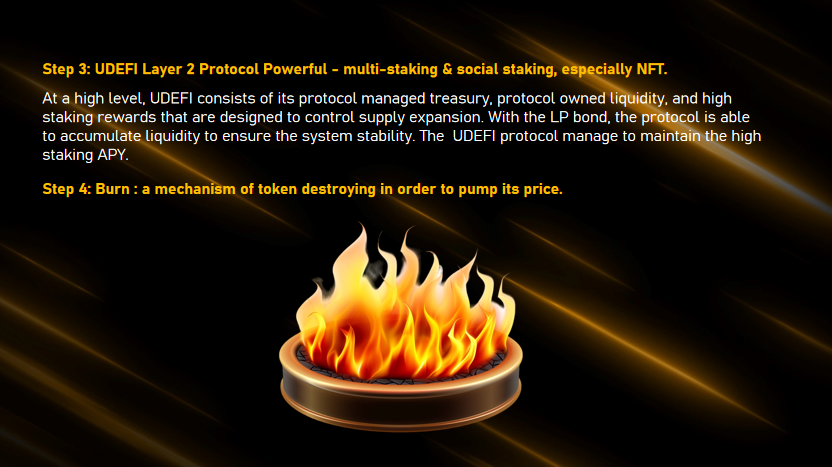 Step 3: UDEFI Layer 2 Protocol Powerful - multi-staking & social staking, especially NFT.
At a high level, UDEFI consists of its protocol managed treasury, protocol owned liquidity, and high
staking rewards that are designed to control supply expansion. With the LP bond, the protocol is able
to accumulate liquidity to ensure the system stability. The  UDEFI protocol manage to maintain the high
staking APY.
Step 4: Burn : a mechanism of token destroying in order to pump its price.